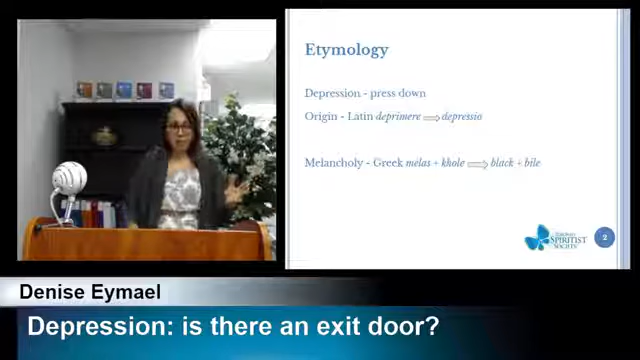 Etymology
Depression - press down
Origin - Latin deprimere ⟹ depressio
Melancholy - Greek melas + khole ⟹ black + bile
SPIRITIST
SOCIETY
2
Denise Eymael
Depression: is there an exit door?